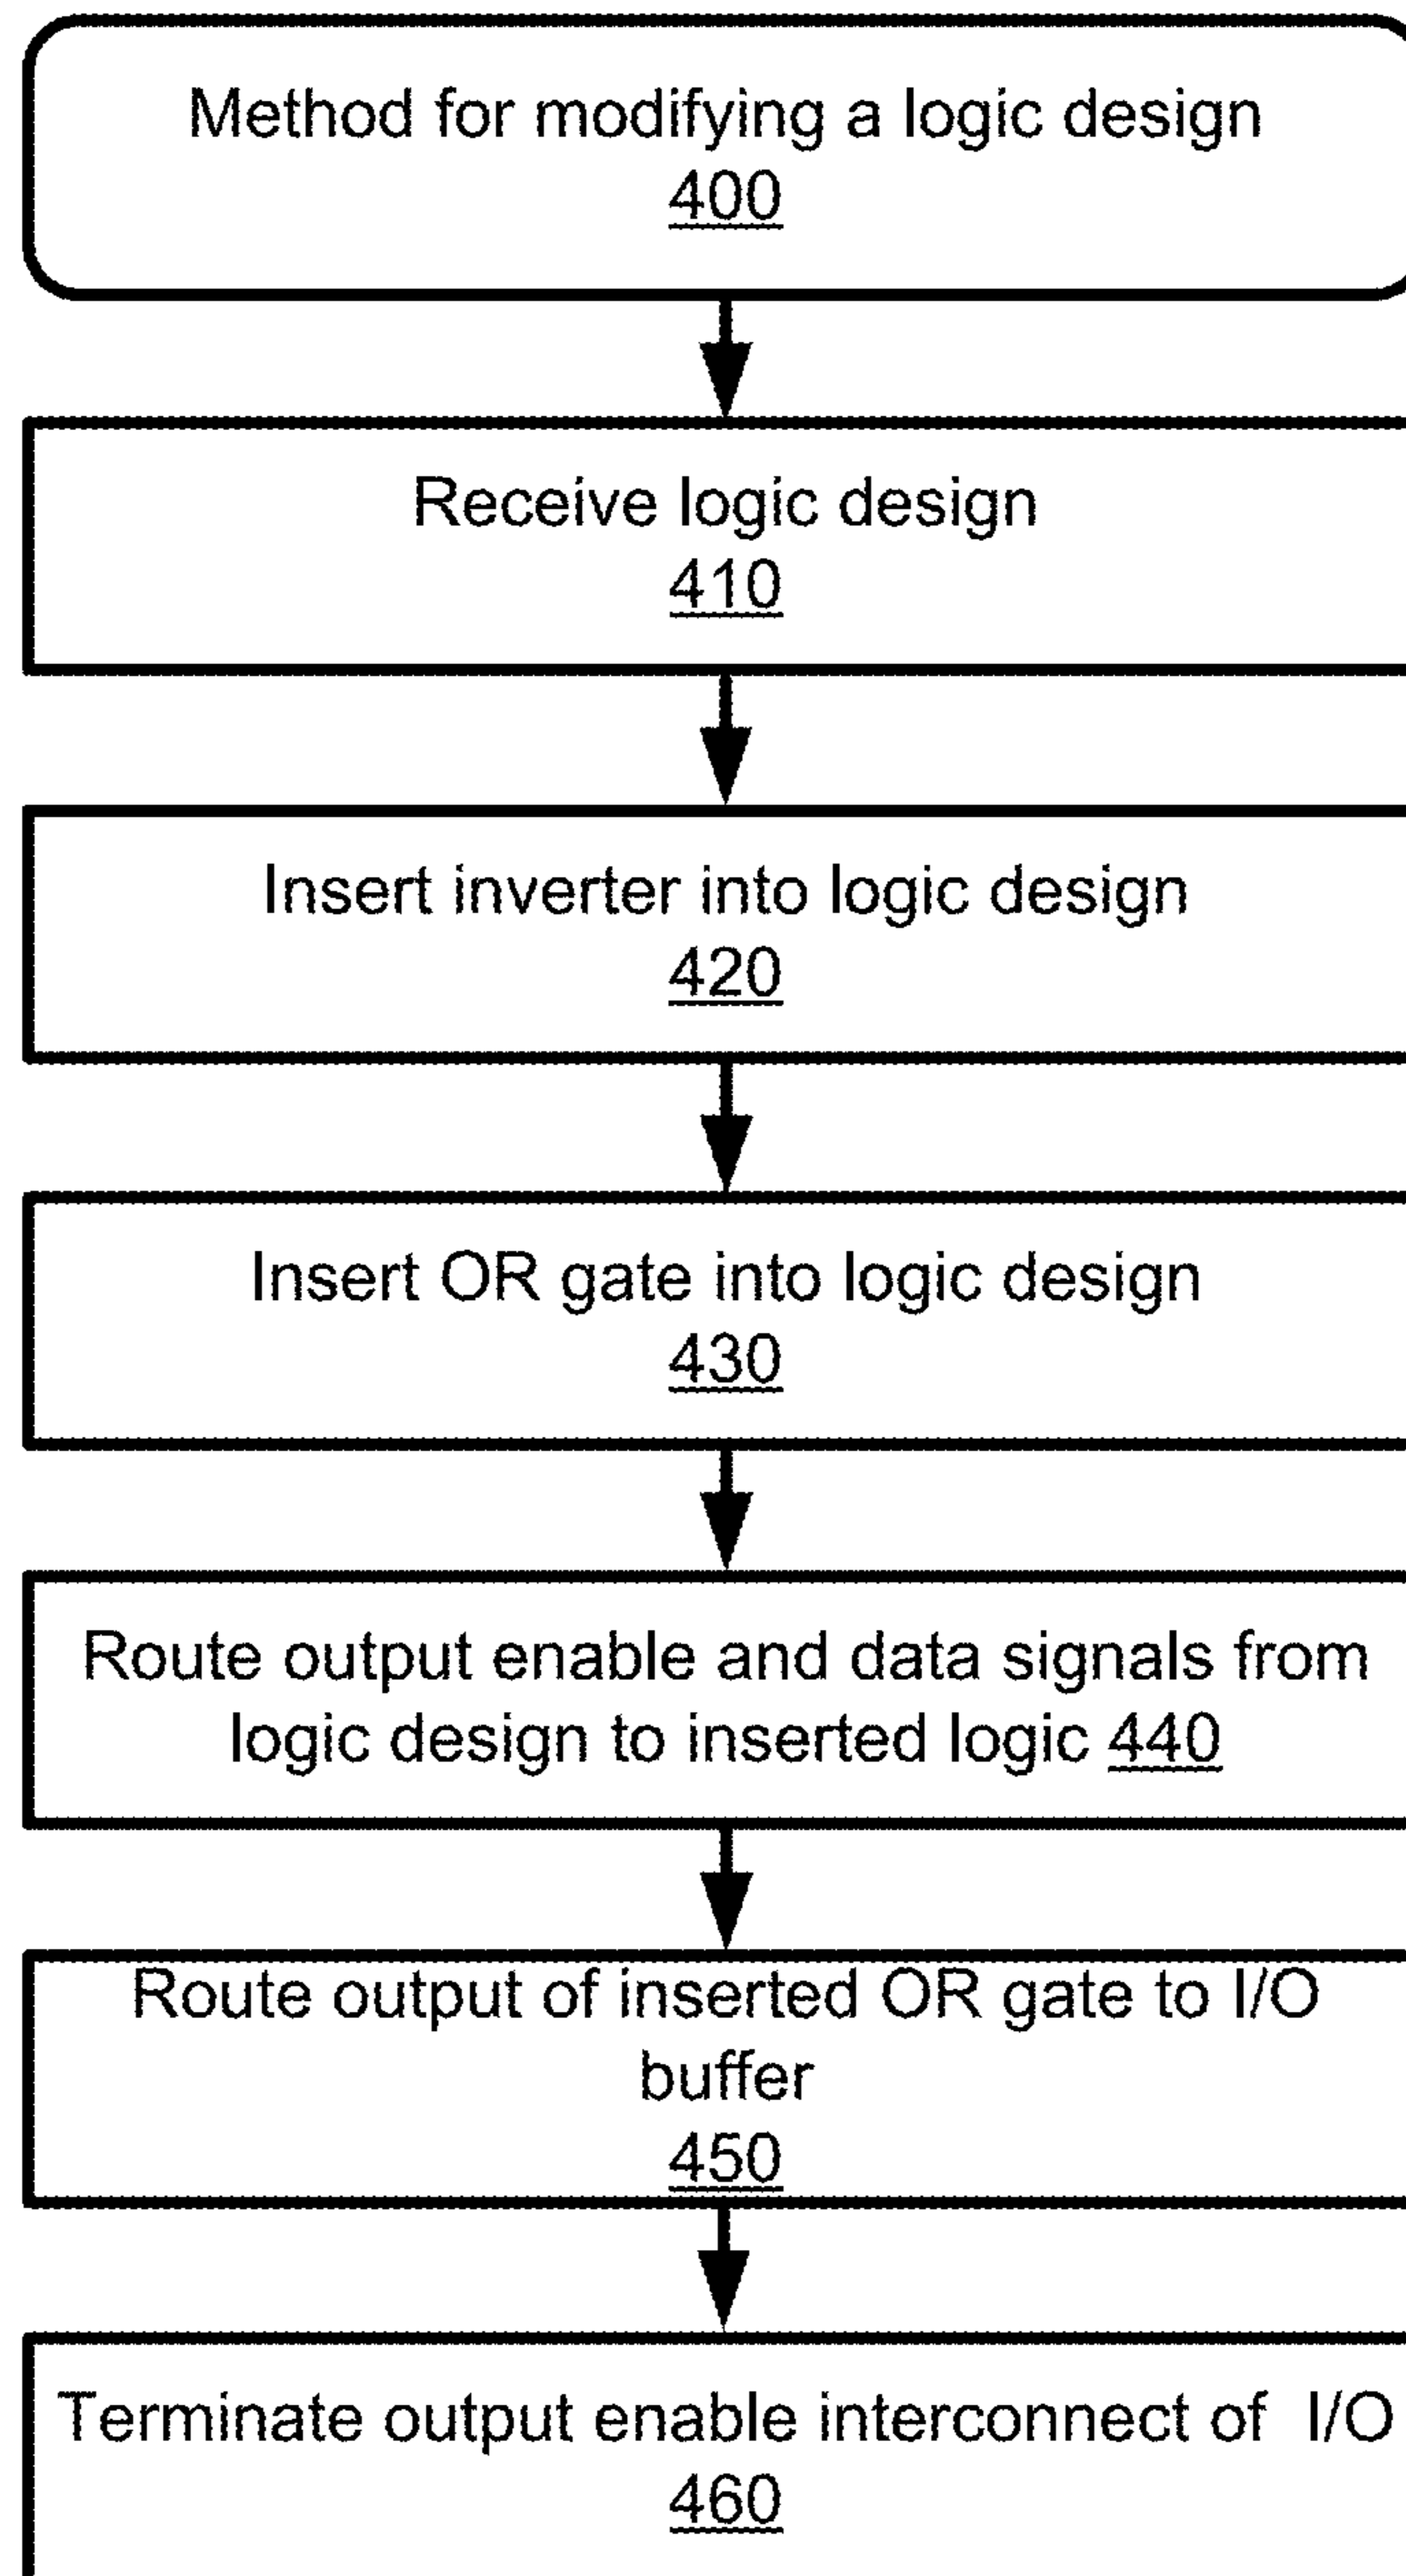 Method for modifying a logic design
400
Receive logic design
410
Insert inverter into logic design
420
Insert OR gate into logic design
430
Route output enable and data signals from
logic design to inserted logic 440
Route output of inserted OR gate to I/O
buffer
450
Terminate output enable interconnect of I/O
460